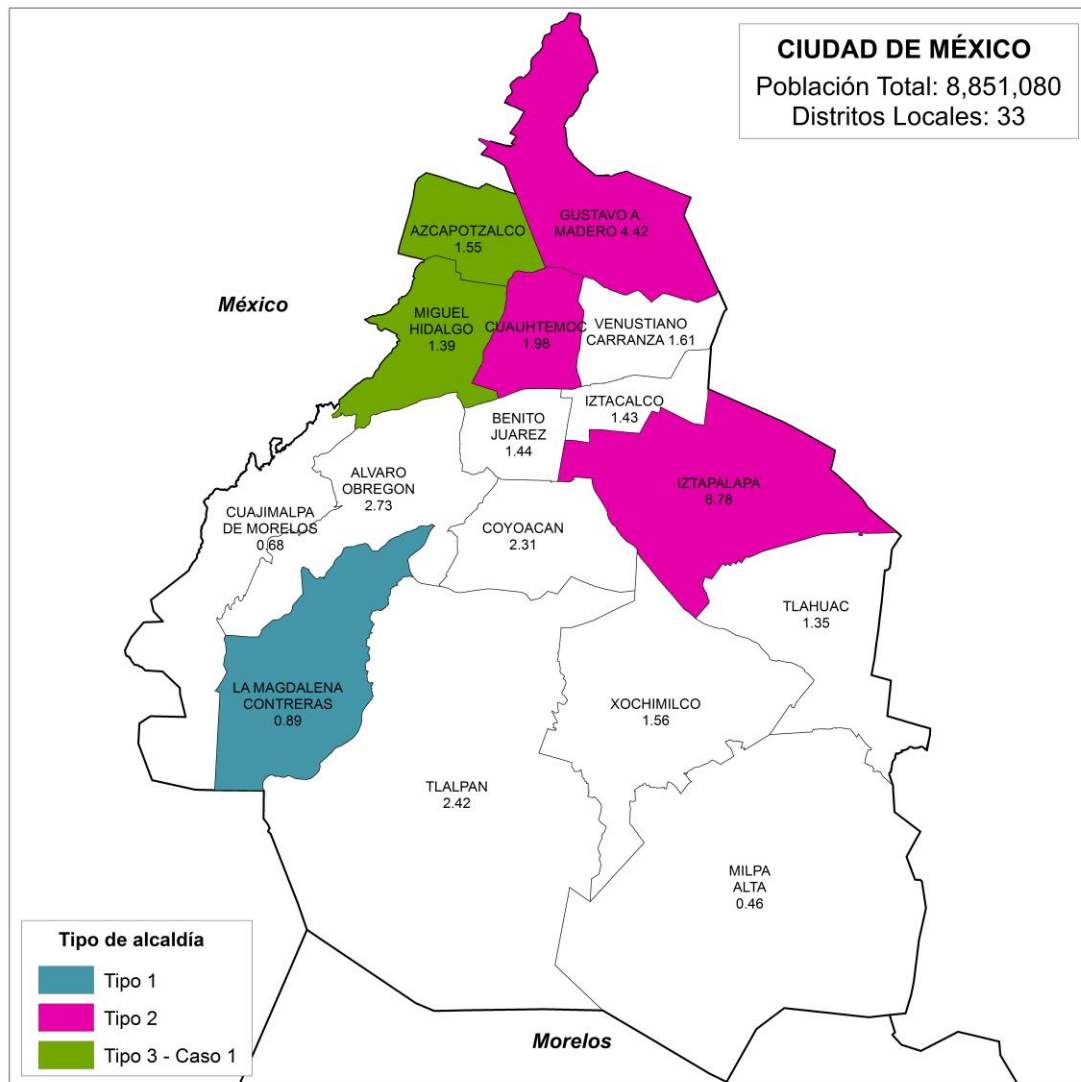 CIUDAD DE MÉXICO
Población Total: 8,851,080
Distritos Locales: 33
GUSTAVO A.
MADERO 4.42
AZCAPOTZALCO
1.55
México
MIGUEL
HIDALGO
1.39
CUAUHTEMOC
1.98
VENUSTIANO
CARRANZA 1.61
IZTACALCO
1.43
BENITO
JUAREZ
1.44
ALVARO
OBREGON
2.73
IZTAPALAPA
6.78
CUAJIMALPA
DE MORELOS
0.68
COYOACAN
2.31
TLAHUAC
1.35
LA MAGDALENA
CONTRERAS
0.89
XOCHIMILCO
1.56
TLALPAN
2.42
MILPA
ALTA
0.46
Tipo de alcaldía
Tipo 1
Tipo 2
Tipo 3 - Caso 1
Morelos